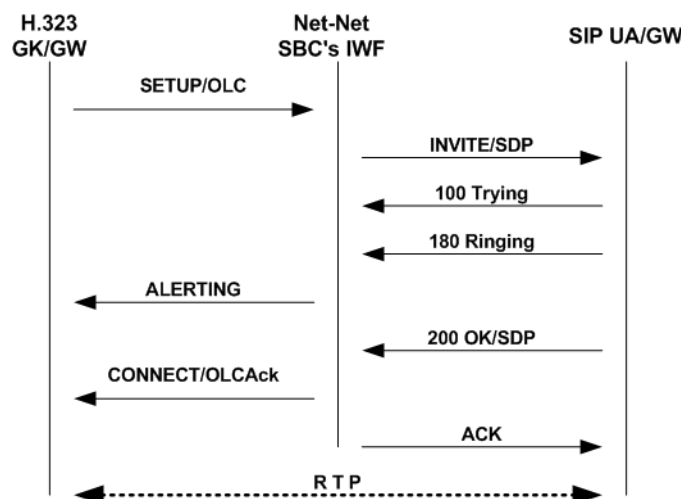 H.323
GK/GW
Net-Net
SBC's IWF
SIP UA/GW
SETUP/OLC
INVITE/SDP
100 Trying
180 Ringing
ALERTING
200 OK/SDP
CONNECT/OLCAck
ACK
R T P